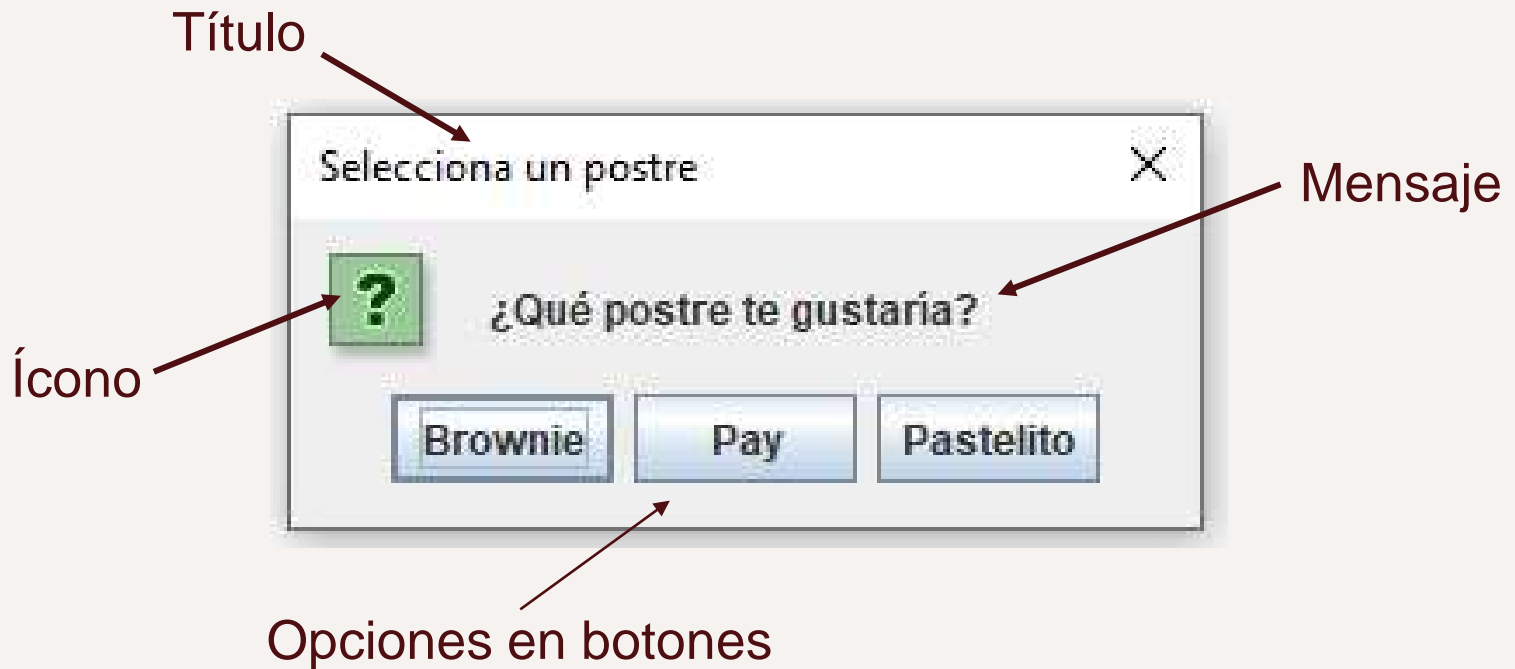 Título
Selecciona un postre
Mensaje
?
¿Qué postre te gustaría?
Ícono
Brownie Pay Pastelito
Opciones en botones